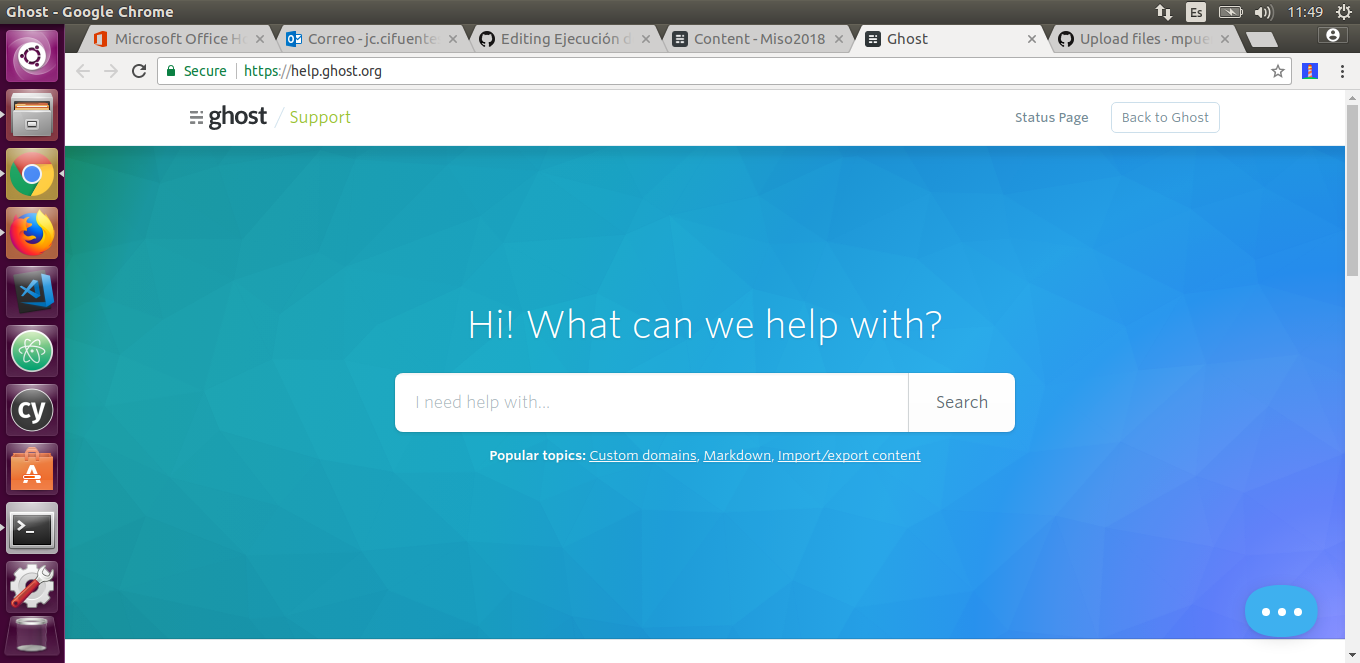 Ghost - Google Chrome
Es
11:49
Microsoft Office H
Correo - jc.cifuente
Editing Ejecución d
Content - Miso2018
Ghost
Upload files · mpue
Secure
https://help.ghost.org
ghost / Support
Status Page
Back to Ghost
Hi! What can we help with?
I need help with...
Search
Popular topics: Custom domains, Markdown, Import/export content
cy
A
>_